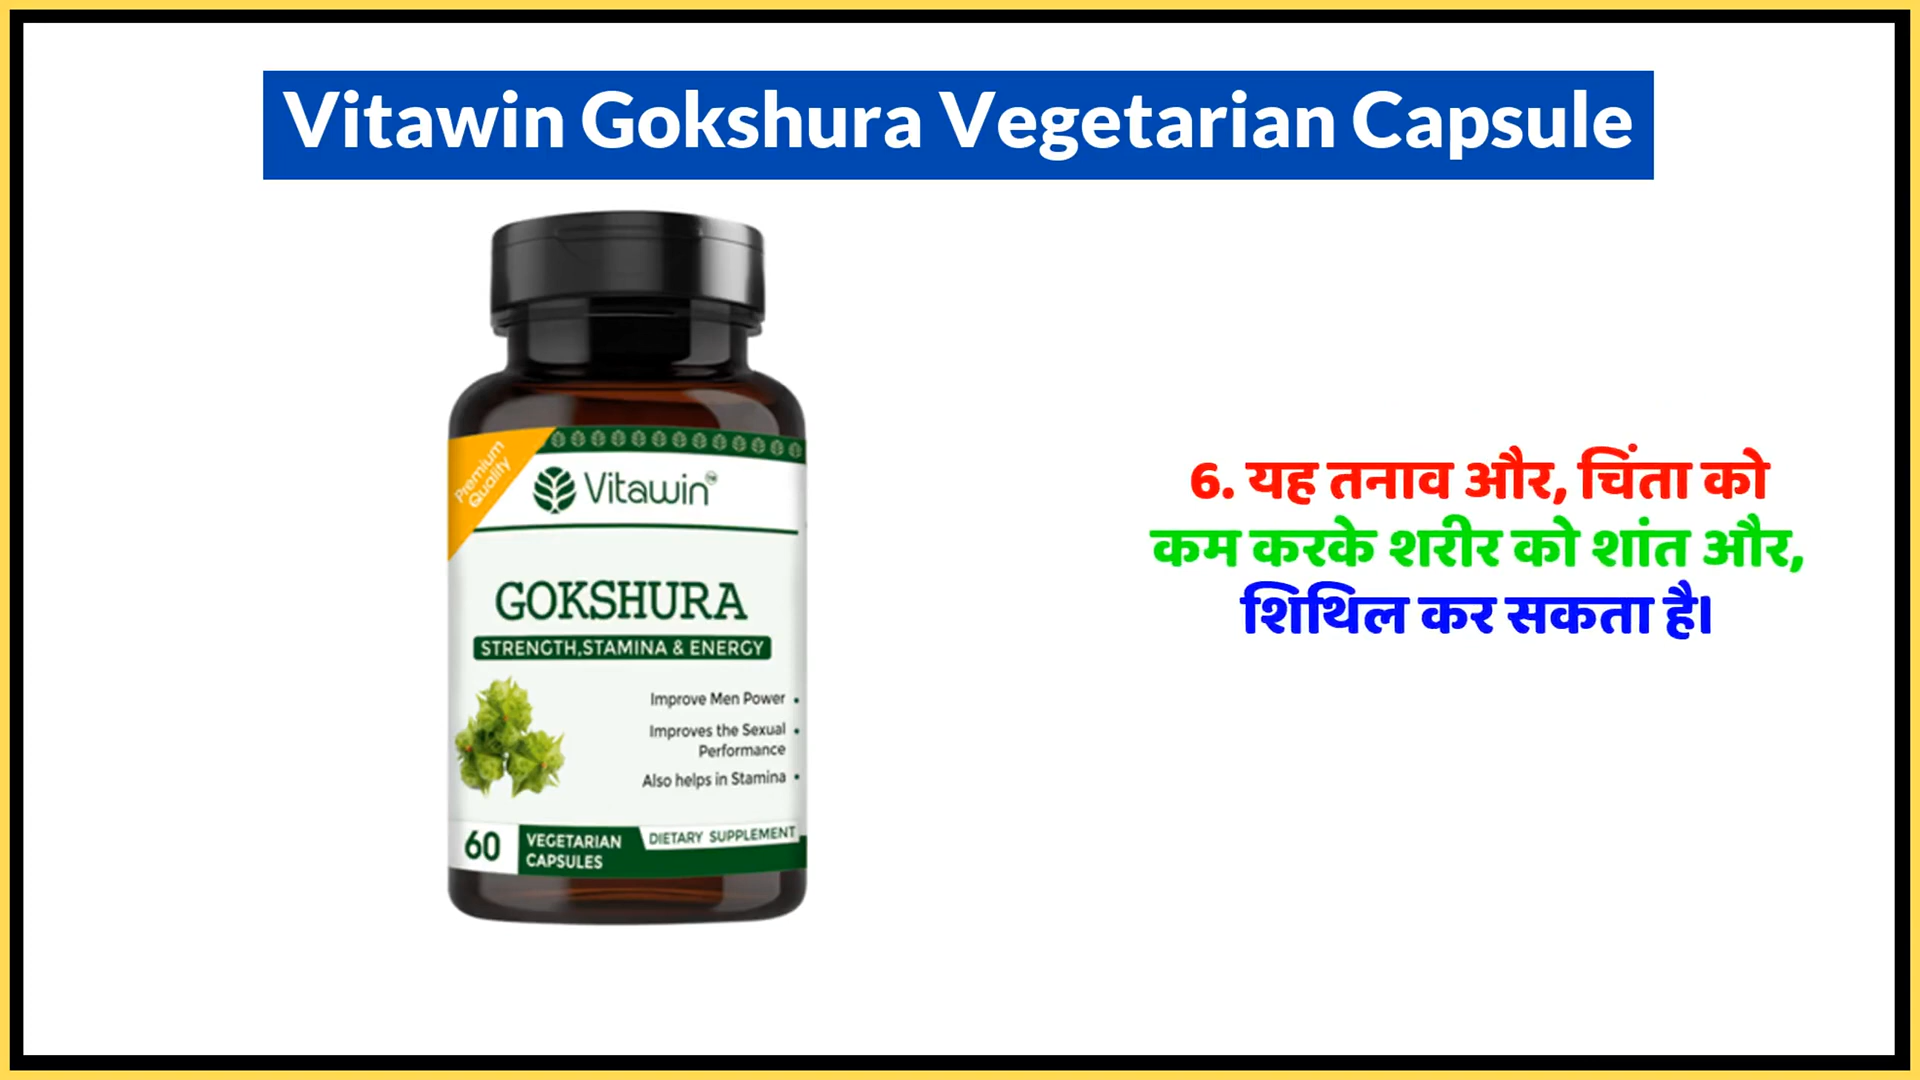 Vitawin Gokshura Vegetarian Capsule
Premium
Quality
Vitawin
GOKSHURA
STRENGTH,STAMINA & ENERGY
Improve Men Power •
Improves the Sexual •
Performance
Also helps in Stamina •
60
VEGETARIAN
CAPSULES
DIETARY SUPPLEMENT
6. यह तनाव और, चिंता को
कम करके शरीर को शांत और,
शिथिल कर सकता है।